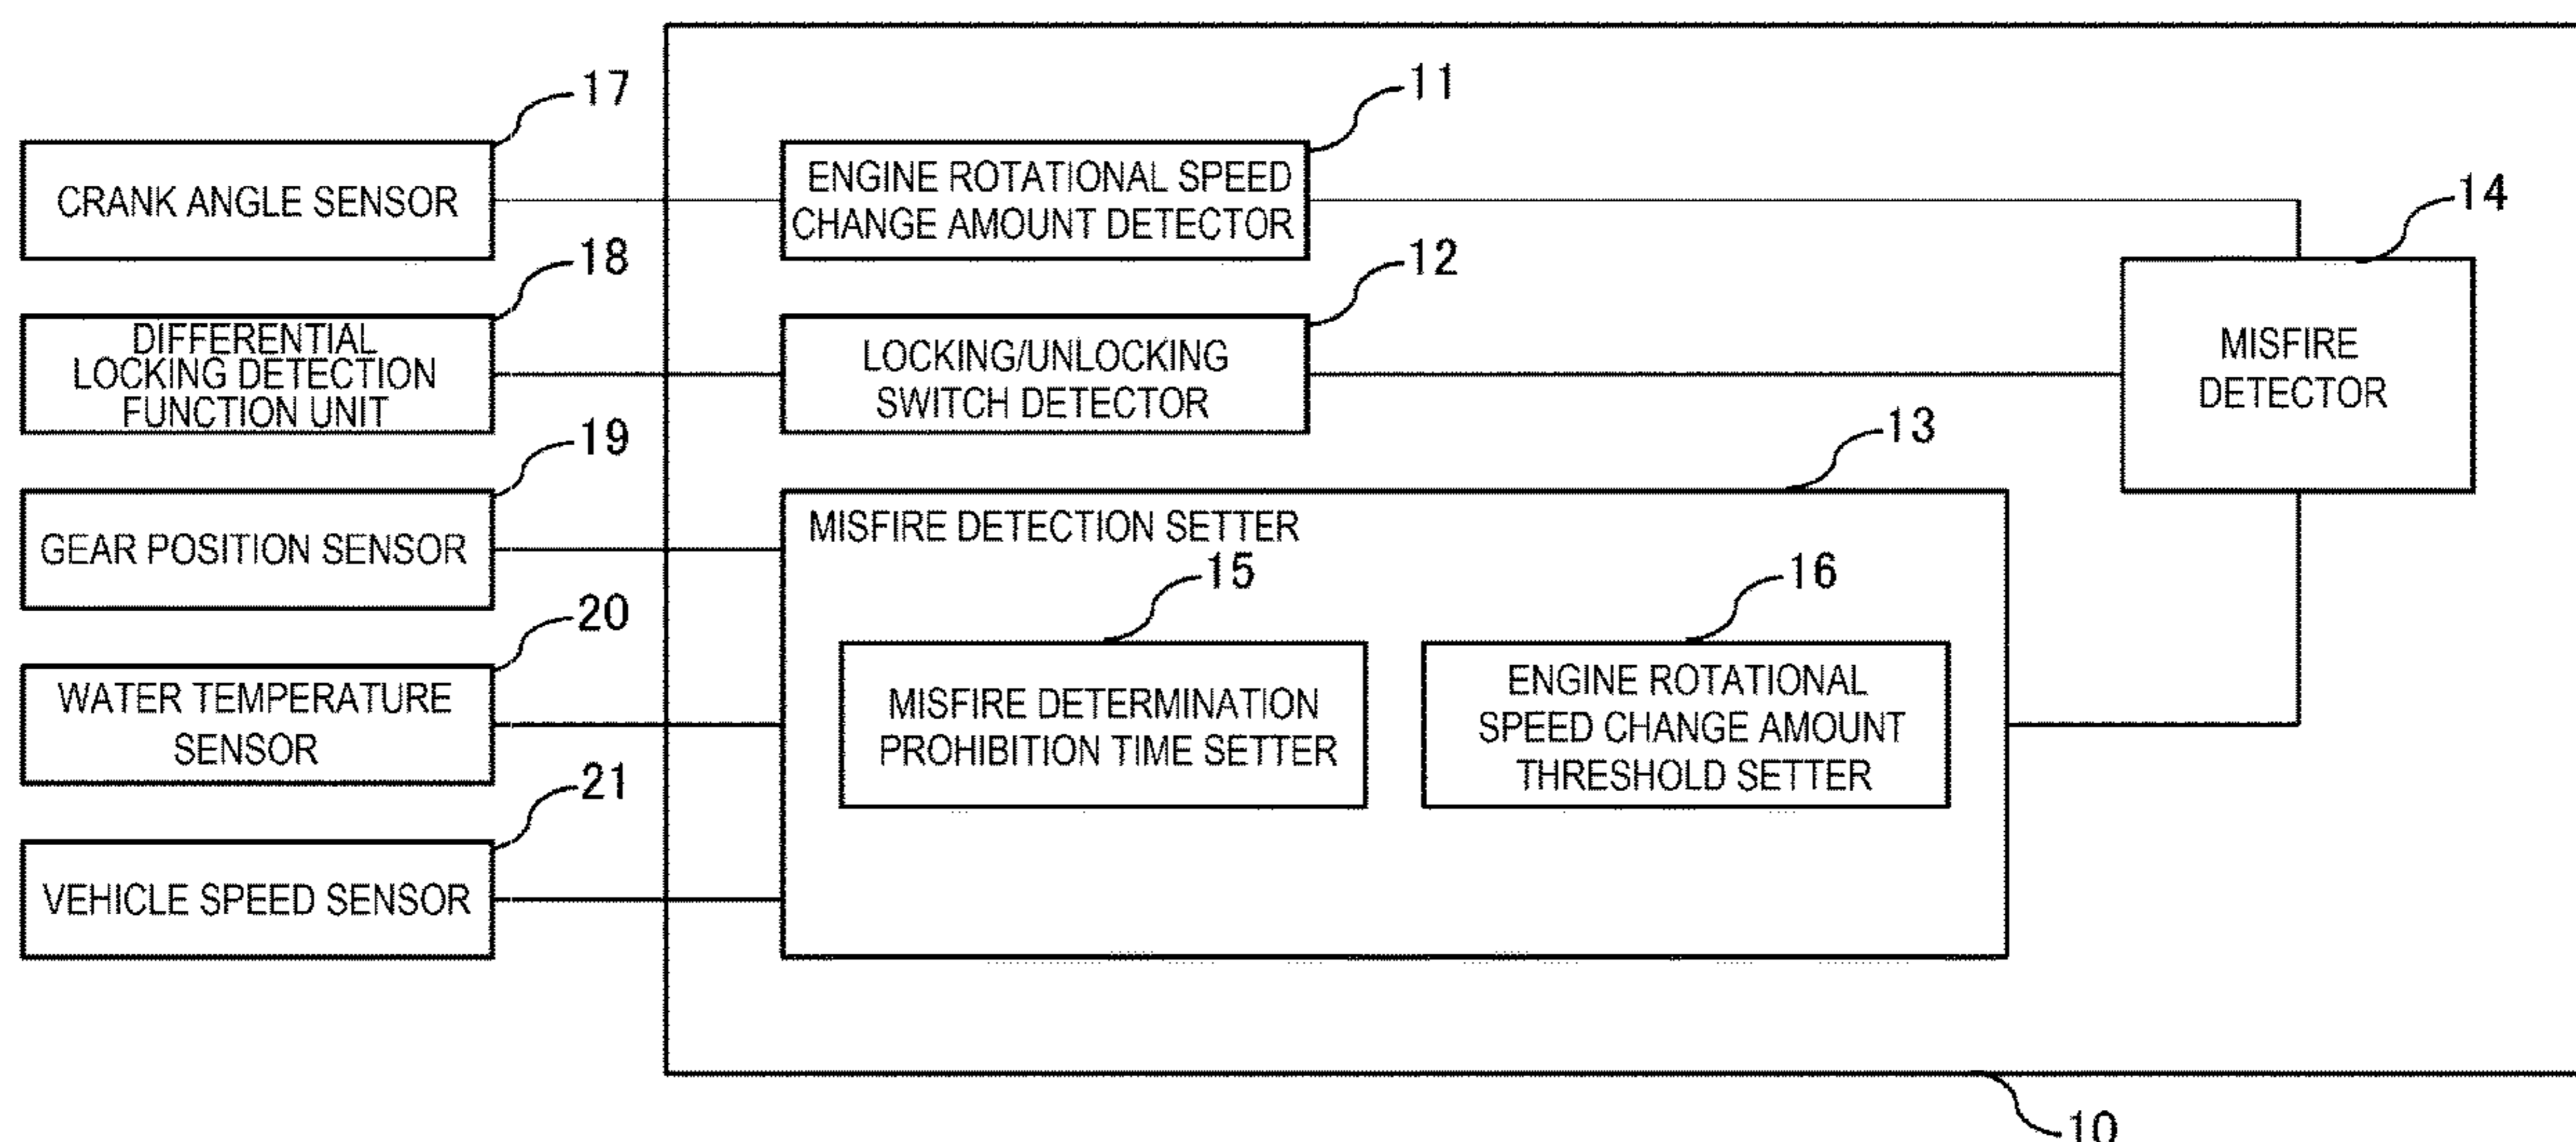 17
11
CRANK ANGLE SENSOR
ENGINE ROTATIONAL SPEED
CHANGE AMOUNT DETECTOR
14
18
12
DIFFERENTIAL
LOCKING DETECTION
FUNCTION UNIT
LOCKING/UNLOCKING
SWITCH DETECTOR
MISFIRE
DETECTOR
19
13
GEAR POSITION SENSOR
MISFIRE DETECTION SETTER
15
16
20
WATER TEMPERATURE
SENSOR
MISFIRE DETERMINATION
PROHIBITION TIME SETTER
ENGINE ROTATIONAL
SPEED CHANGE AMOUNT
THRESHOLD SETTER
21
VEHICLE SPEED SENSOR
10